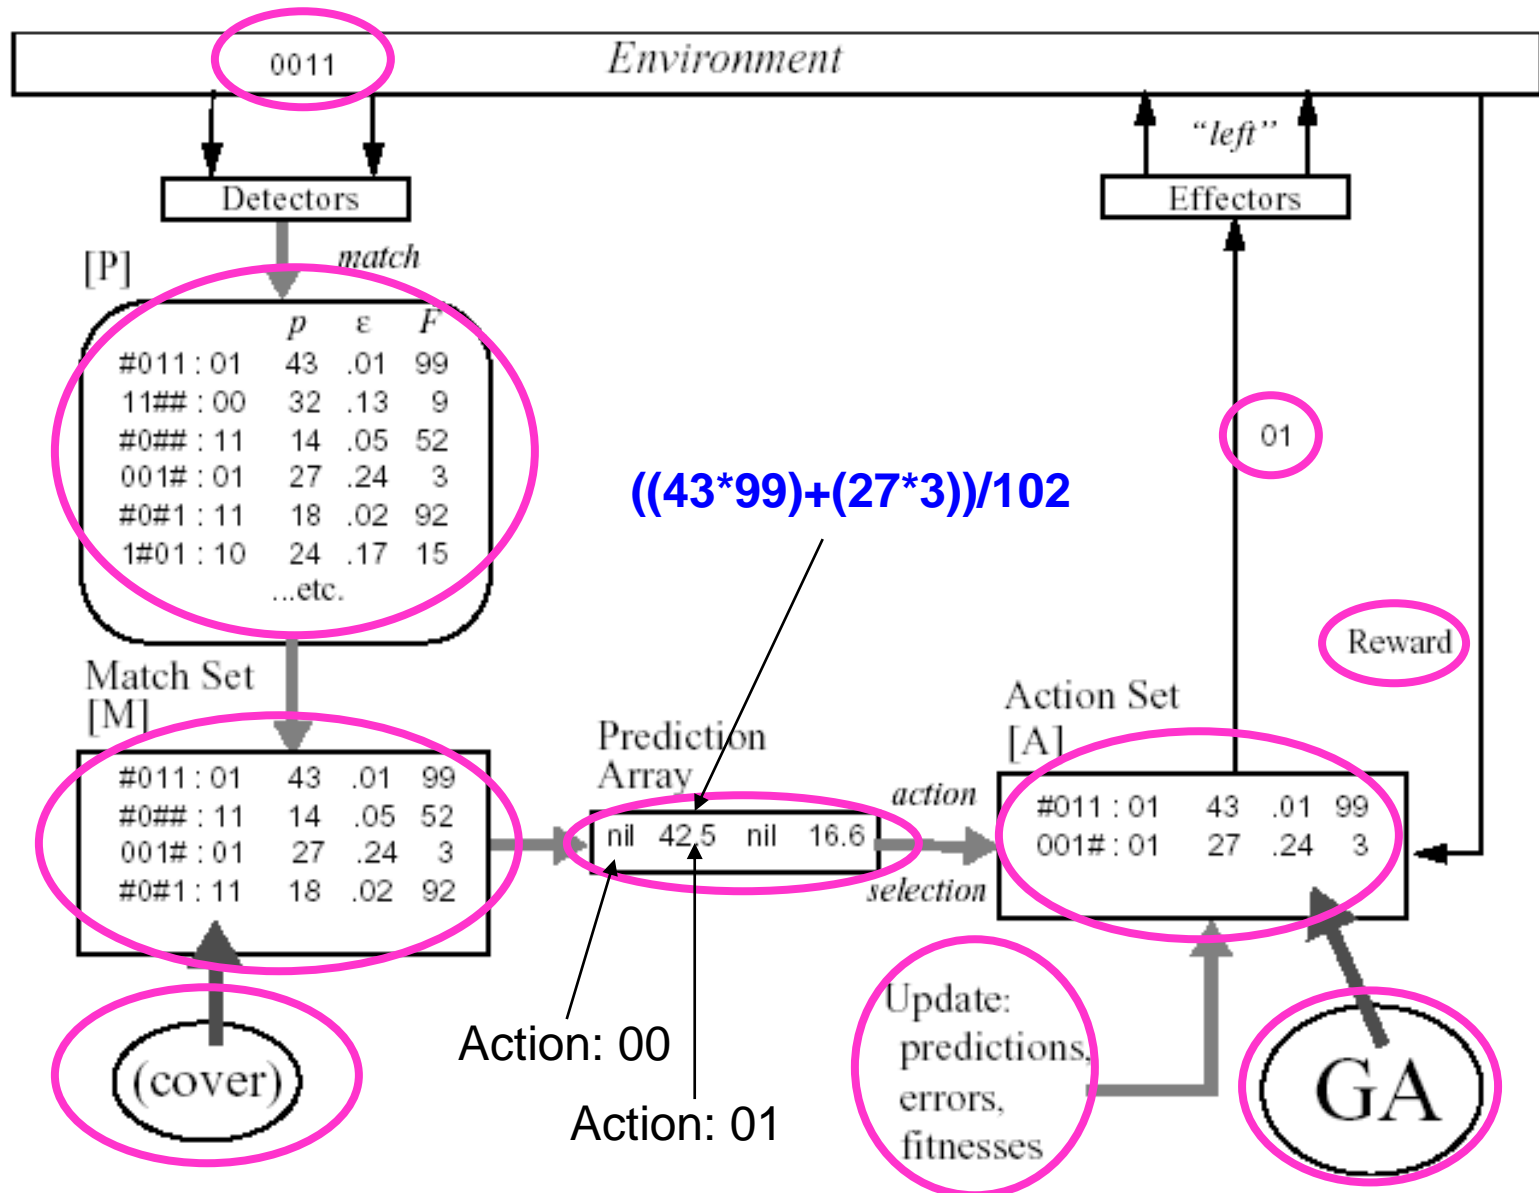 0011
Environment
"left"
Detectors
Effectors
[P]
match
p ε F
#011 : 01 43 .01 99
11## : 00 32 .13 9
#0## : 11 14 .05 52
001# : 01 27 .24 3
#0#1 : 11 18 .02 92
1#01 : 10 24 .17 15
...etc.
01
((43*99)+(27*3))/102
Reward
Match Set
[M]
#011 : 01 43 .01 99
#0## : 11 14 .05 52
001# : 01 27 .24 3
#0#1 : 11 18 .02 92
Prediction
Array
nil 42.5 nil 16.6
action
selection
Action Set
[A]
#011 : 01 43 .01 99
001# : 01 27 .24 3
(cover)
Action: 00
Action: 01
Update:
predictions,
errors,
fitnesses
GA